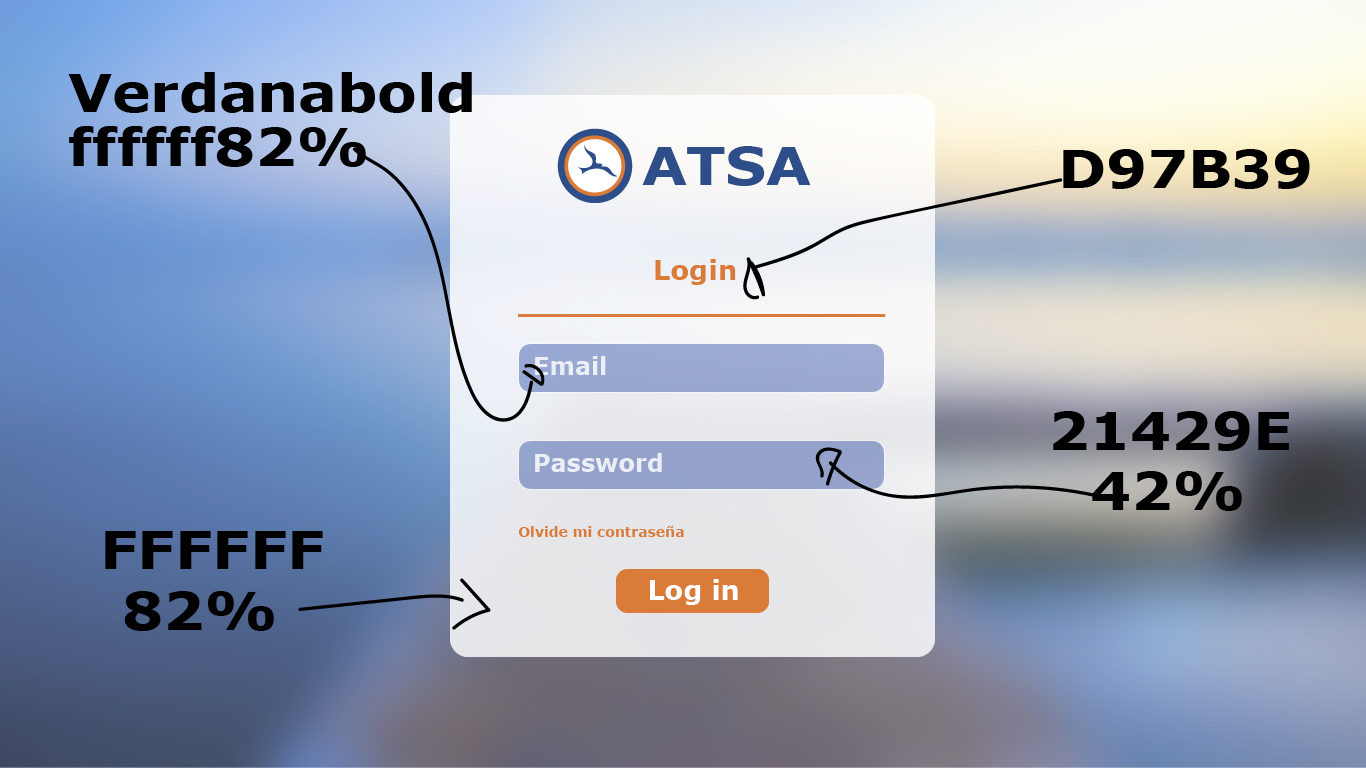 Verdanabold
ffffff82%
ATSA
D97B39
Login
Email
21429E
42%
Password
Olvide mi contraseña
FFFFFF
82%
Log in